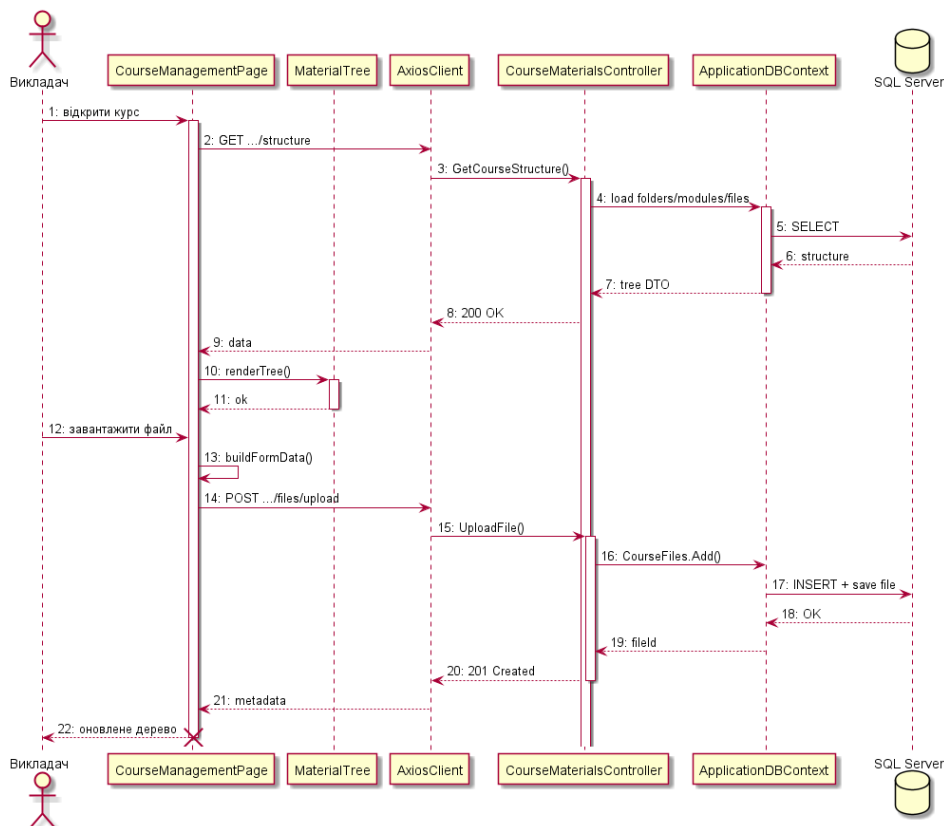 Викладач
CourseManagementPage
MaterialTree
AxiosClient
CourseMaterialsController
ApplicationDBContext
SQL Server
1: відкрити курс
2: GET .../structure
3: GetCourseStructure()
4: load folders/modules/files
5: SELECT
6: structure
7: tree DTO
8: 200 OK
9: data
10: renderTree()
11: ok
12: завантажити файл
13: buildFormData()
14: POST .../files/upload
15: UploadFile()
16: CourseFiles.Add()
17: INSERT + save file
18: OK
19: fileId
20: 201 Created
21: metadata
22: оновлене дерево
Викладач
CourseManagementPage
MaterialTree
AxiosClient
CourseMaterialsController
ApplicationDBContext
SQL Server